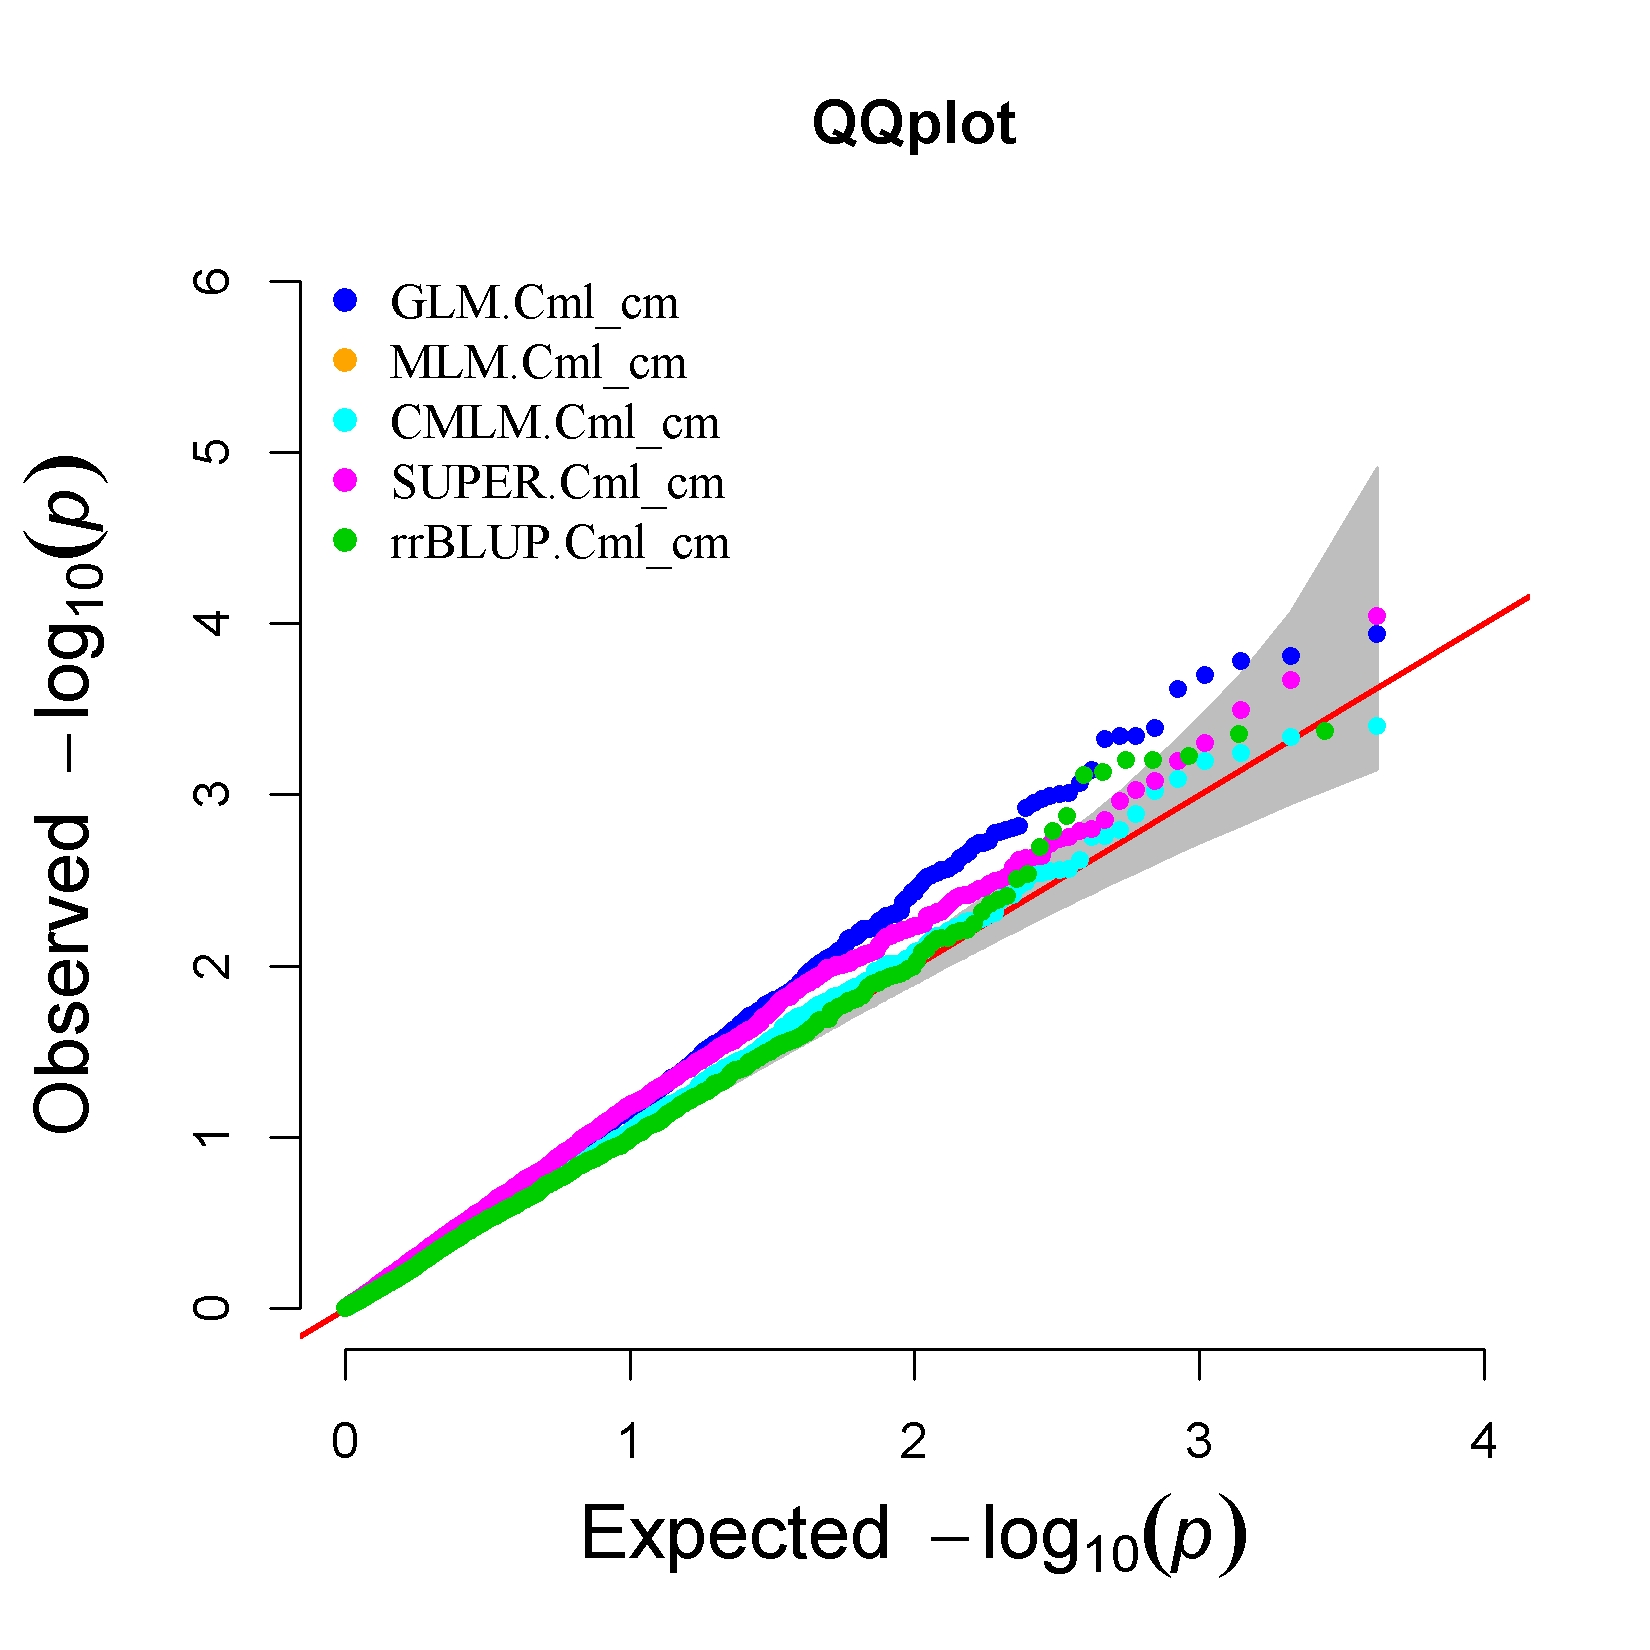 QQplot
6
5
4
3
2
1
0
Observed −log10(p)
GLM.Cml_cm
MLM.Cml_cm
CMLM.Cml_cm
SUPER.Cml_cm
rrBLUP.Cml_cm
0 1 2 3 4
Expected −log10(p)